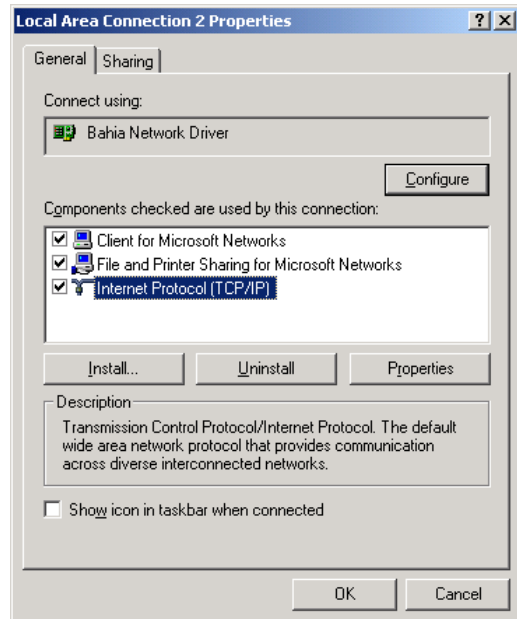 Local Area Connection 2 Properties
General Sharing
Connect using:
Bahia Network Driver
Configure
Components checked are used by this connection:
Client for Microsoft Networks
File and Printer Sharing for Microsoft Networks
Internet Protocol (TCP/IP)
Install... Uninstall Properties
Description
Transmission Control Protocol/Internet Protocol. The default
wide area network protocol that provides communication
across diverse interconnected networks.
Show icon in taskbar when connected
OK Cancel